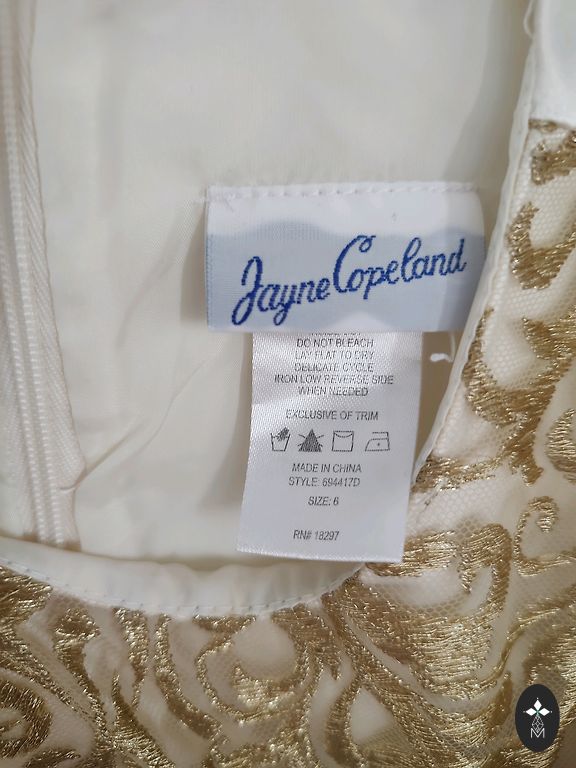 Jayne Copeland
DO NOT BLEACH
LAY FLAT TO DRY
DELICATE CYCLE
IRON LOW REVERSE SIDE
WHEN NEEDED
EXCLUSIVE OF TRIM
MADE IN CHINA
STYLE: 694417D
SIZE: 6
RN# 18297
M